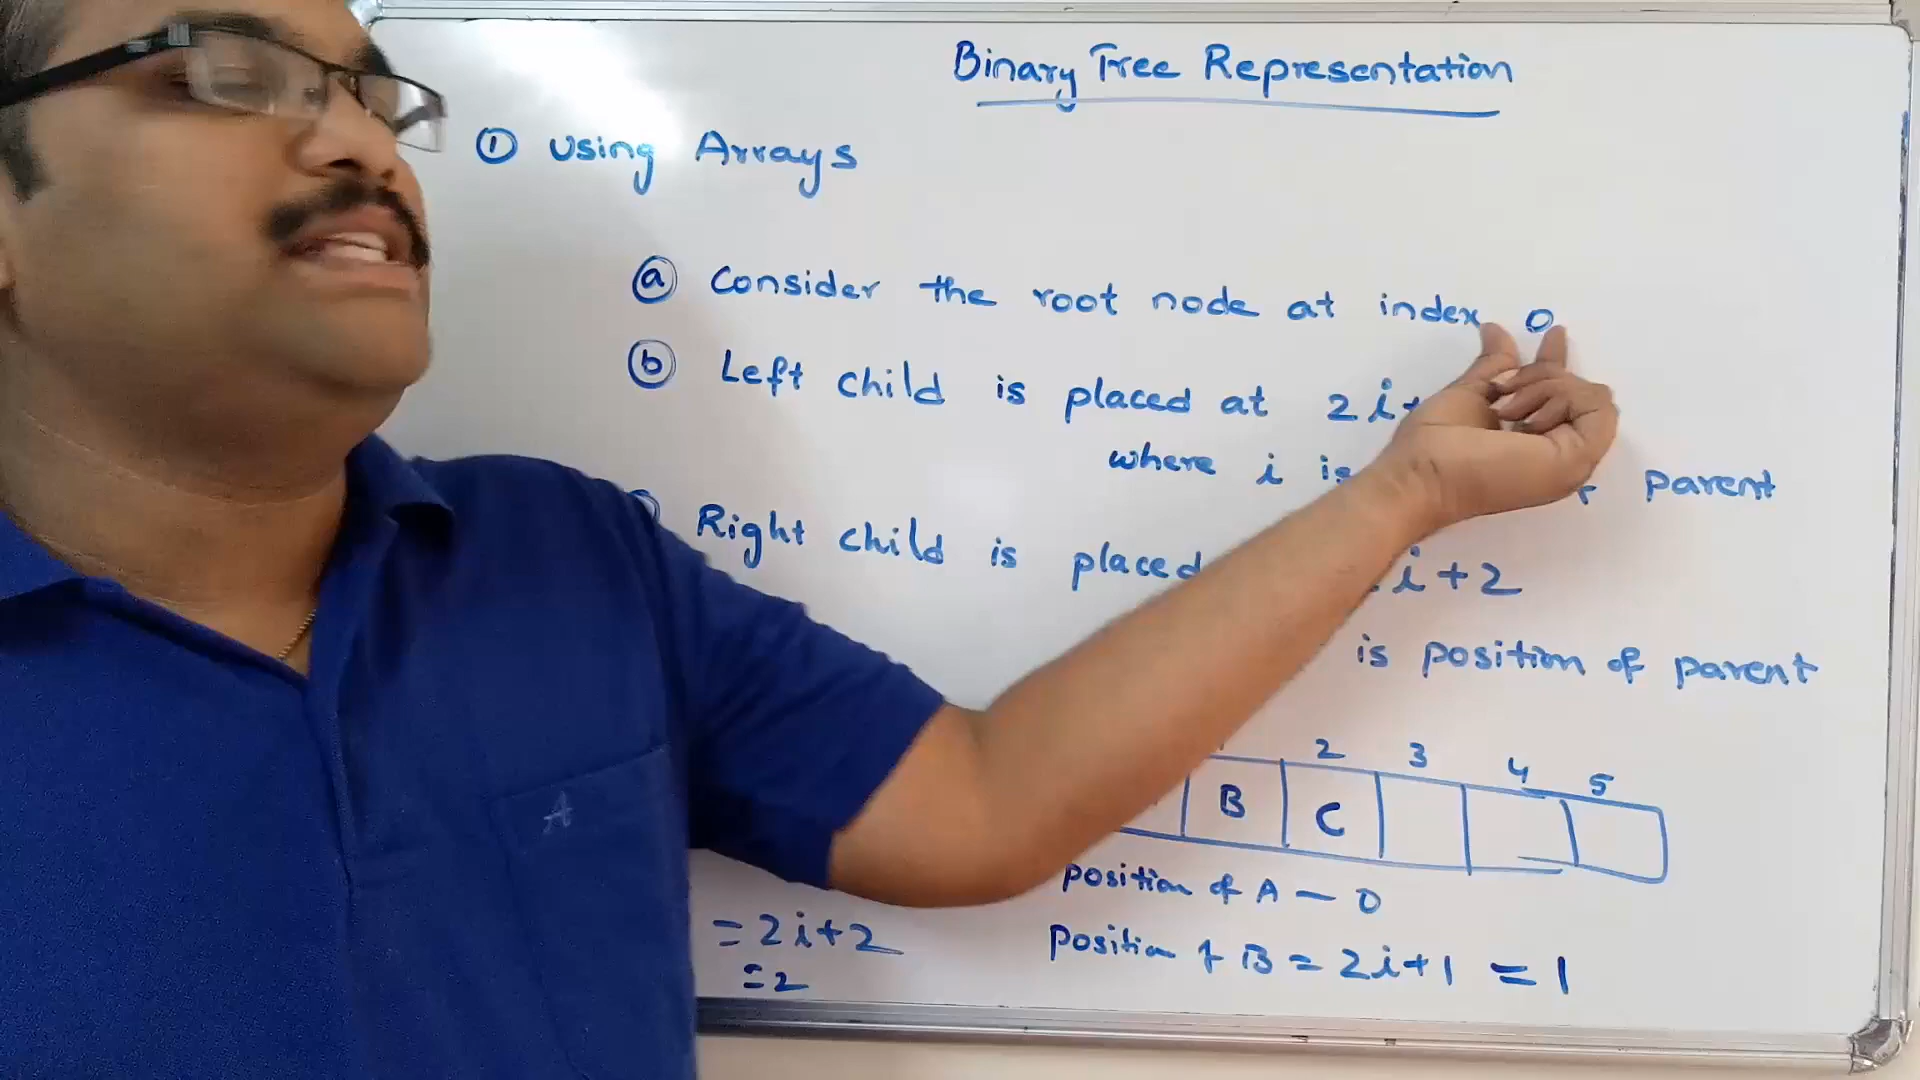 Binary Tree Representation
① Using Arrays
ⓐ Consider the root node at index 0
ⓑ Left child is placed at 2i+
where i is parent
Right child is placed i+2
is position of parent
2 3 4 5
B C
position of A - 0
= 2i+2
position of B = 2i+1 = 1
= 2
A